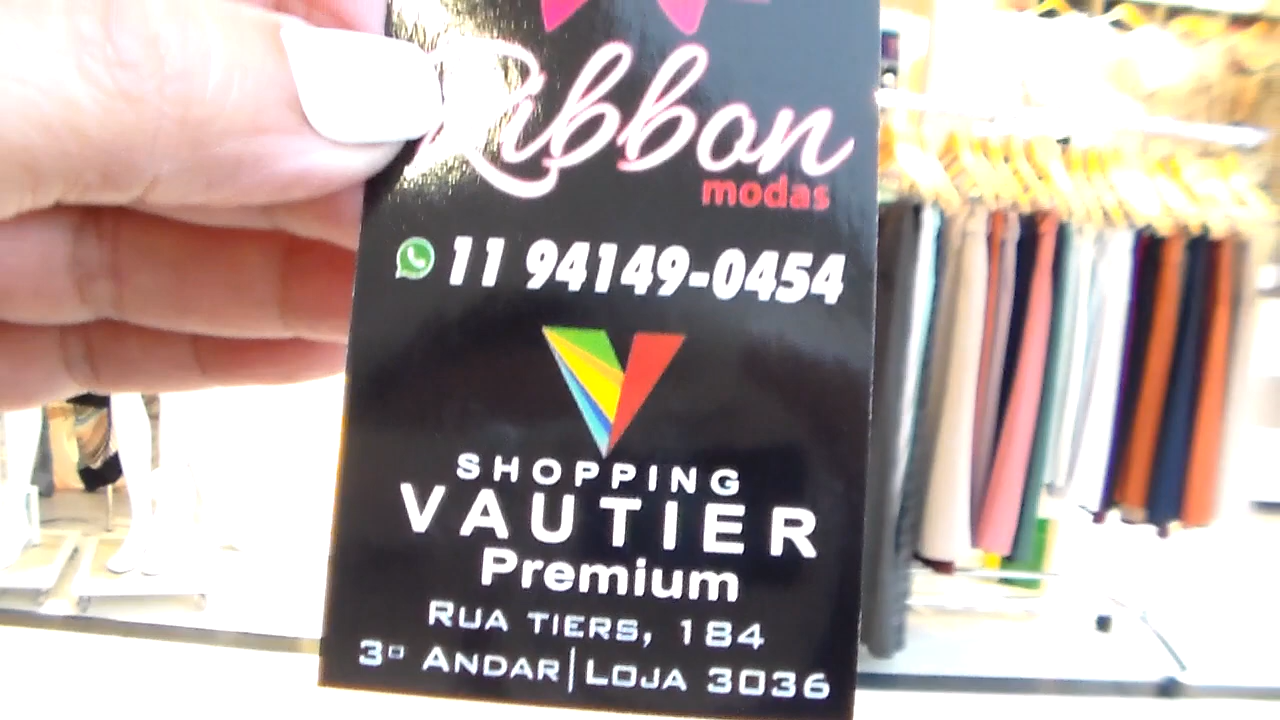 Ribbon
modas
11 94149-0454
SHOPPING
VAUTIER
Premium
RUA TIERS, 184
3º ANDAR | LOJA 3036